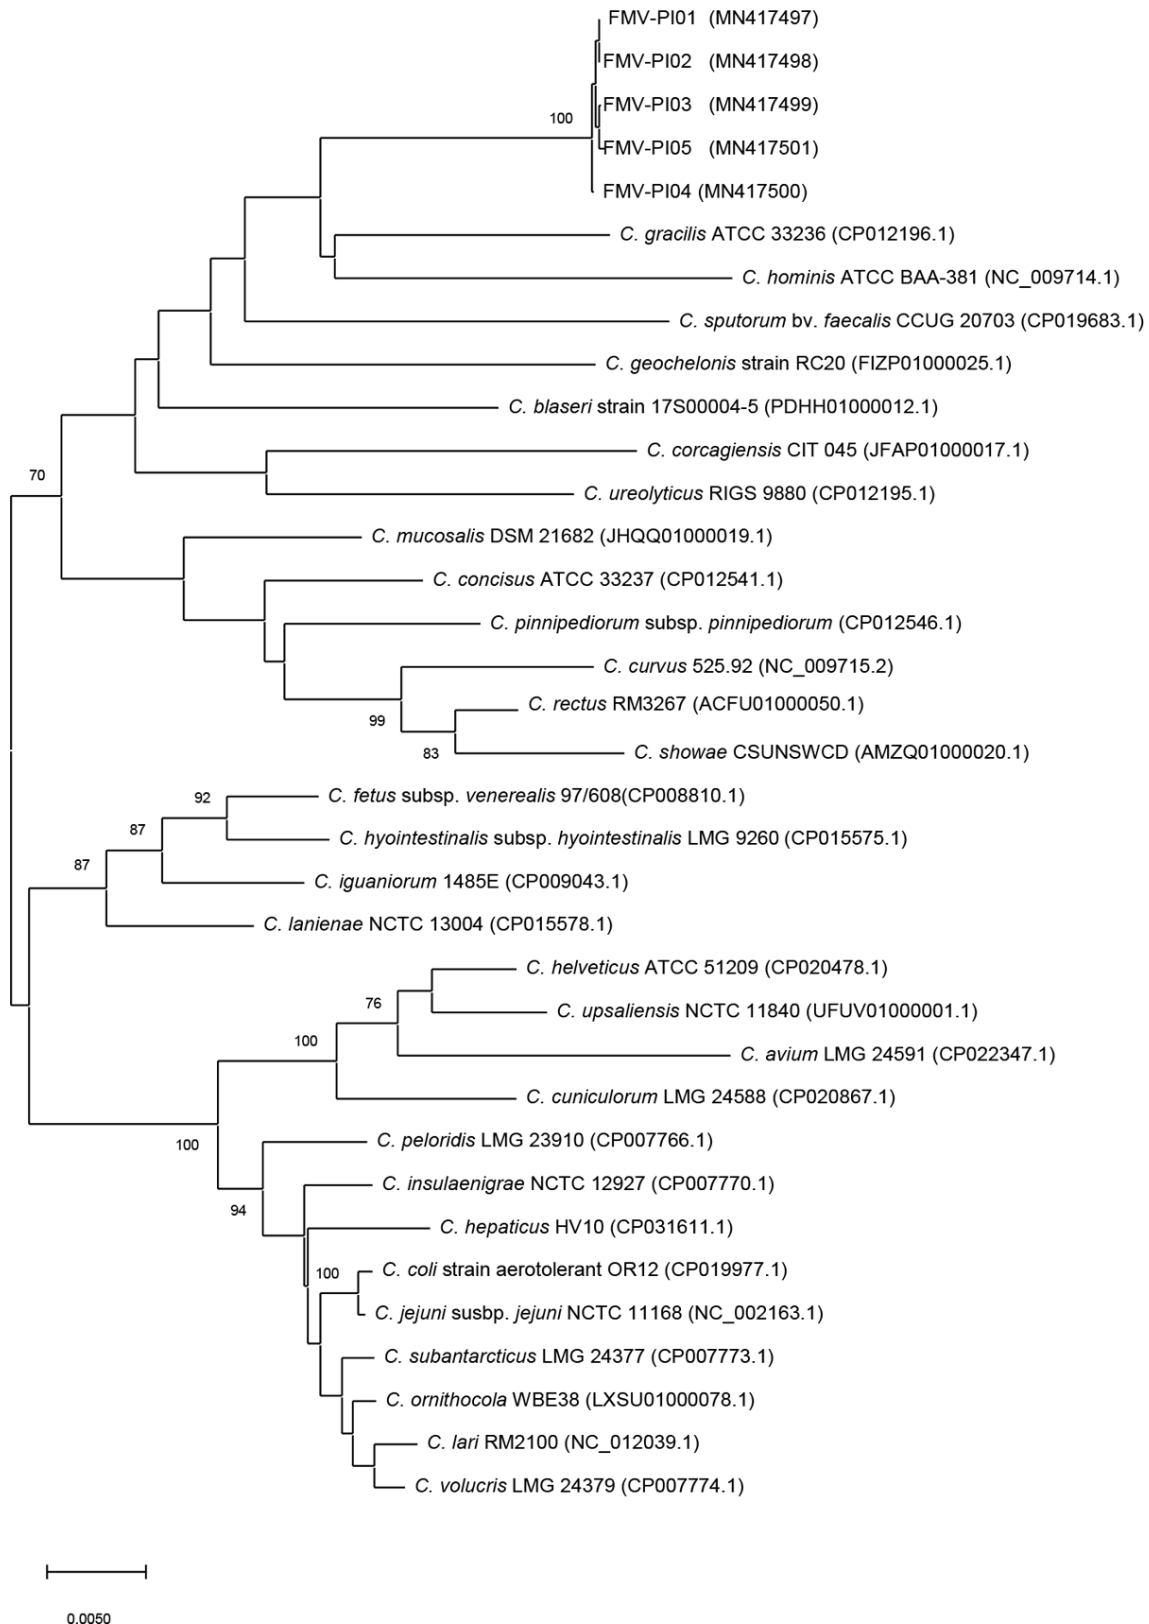 FMV-PI01 (MN417497)
FMV-PI02 (MN417498)
FMV-PI03 (MN417499)
100
FMV-PI05 (MN417501)
FMV-PI04 (MN417500)
C. gracilis ATCC 33236 (CP012196.1)
C. hominis ATCC BAA-381 (NC_009714.1)
C. sputorum bv. faecalis CCUG 20703 (CP019683.1)
C. geochelonis strain RC20 (FIZP01000025.1)
C. blaseri strain 17S00004-5 (PDHH01000012.1)
C. corcagiensis CIT 045 (JFAP01000017.1)
70
C. ureolyticus RIGS 9880 (CP012195.1)
C. mucosalis DSM 21682 (JHQQ01000019.1)
C. concisus ATCC 33237 (CP012541.1)
C. pinnipediorum subsp. pinnipediorum (CP012546.1)
C. curvus 525.92 (NC_009715.2)
C. rectus RM3267 (ACFU01000050.1)
99
83
C. showae CSUNSWCD (AMZQ01000020.1)
92
C. fetus subsp. venerealis 97/608(CP008810.1)
87
C. hyointestinalis subsp. hyointestinalis LMG 9260 (CP015575.1)
87
C. iguaniorum 1485E (CP009043.1)
C. lanienae NCTC 13004 (CP015578.1)
C. helveticus ATCC 51209 (CP020478.1)
76
C. upsaliensis NCTC 11840 (UFUV01000001.1)
100
C. avium LMG 24591 (CP022347.1)
C. cuniculorum LMG 24588 (CP020867.1)
100
C. peloridis LMG 23910 (CP007766.1)
C. insulaenigrae NCTC 12927 (CP007770.1)
94
C. hepaticus HV10 (CP031611.1)
100
C. coli strain aerotolerant OR12 (CP019977.1)
C. jejuni susbp. jejuni NCTC 11168 (NC_002163.1)
C. subantarcticus LMG 24377 (CP007773.1)
C. ornithocola WBE38 (LXSU01000078.1)
C. lari RM2100 (NC_012039.1)
C. volucris LMG 24379 (CP007774.1)
0.0050